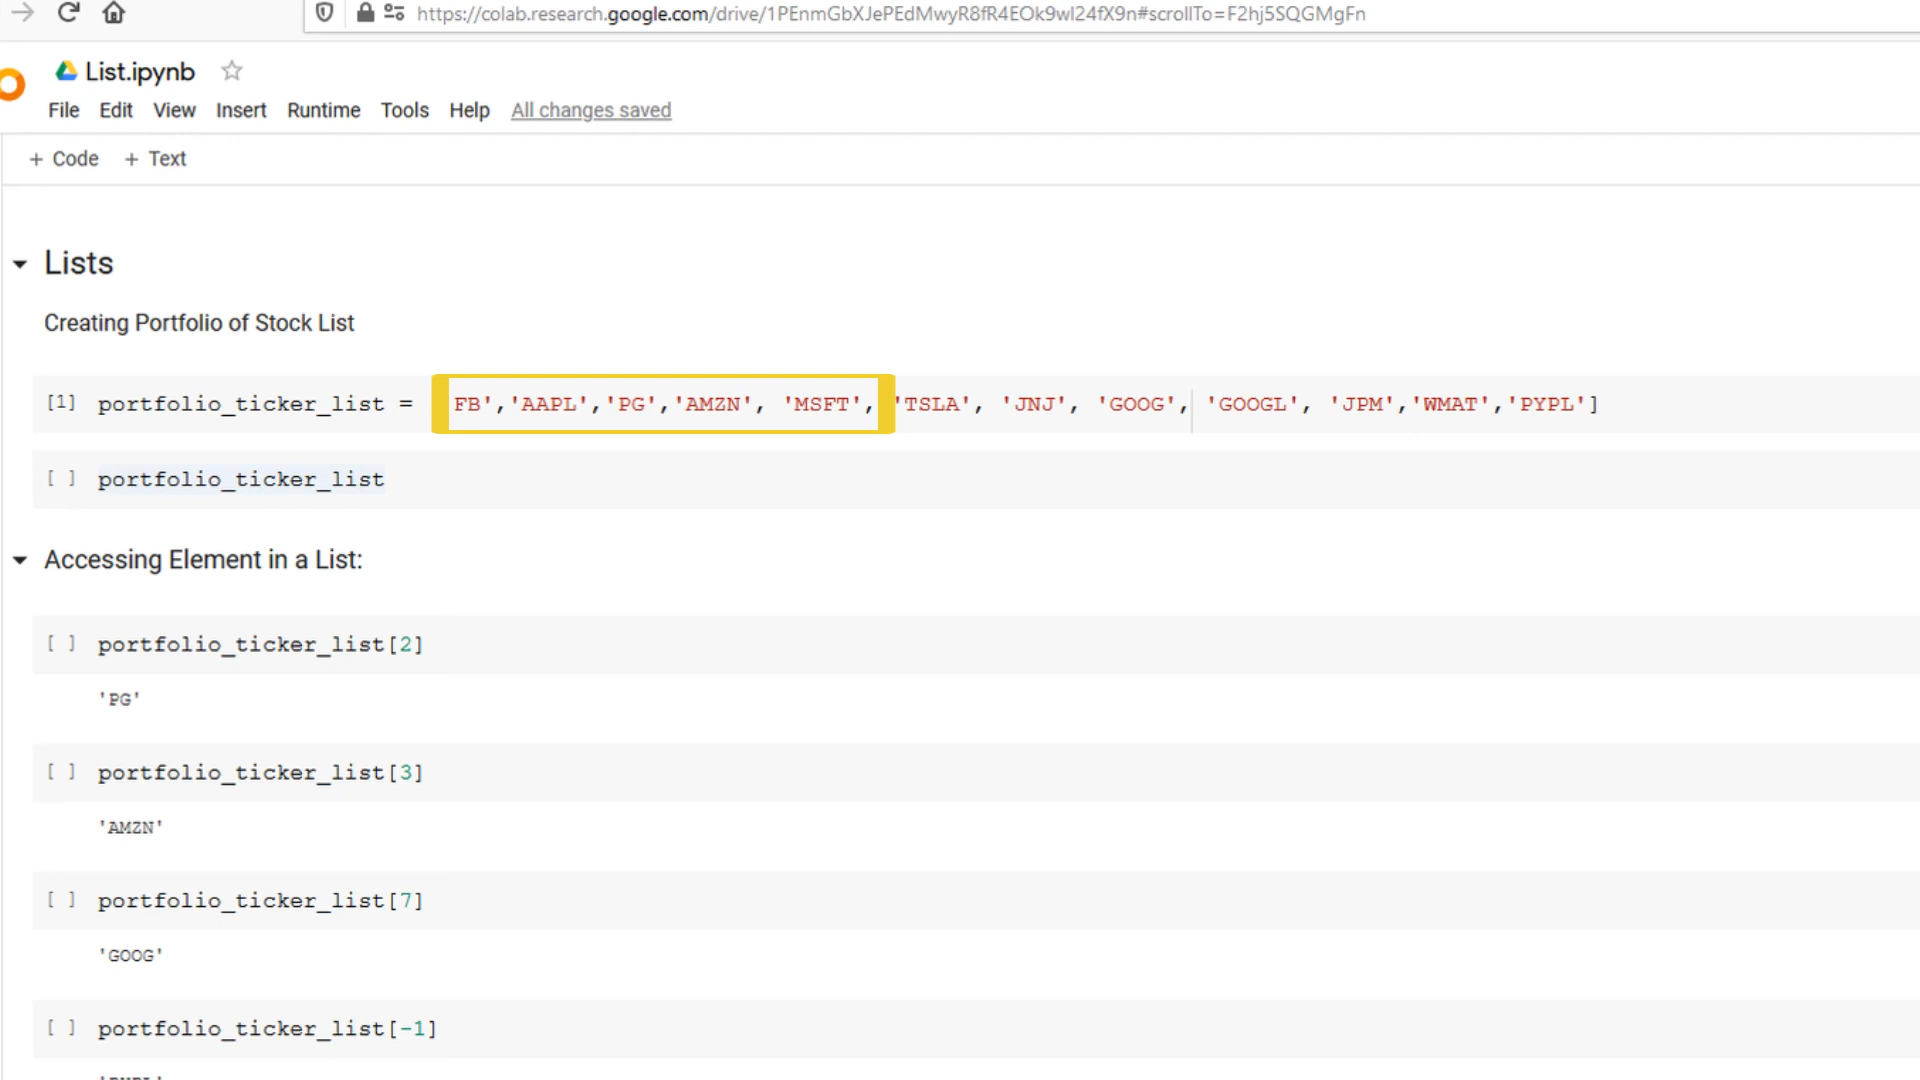 https://colab.research.google.com/drive/1PEnmGbXJePEdMwyR8fR4EOk9wl24fX9n#scrollTo=F2hj5SQGMgFn
List.ipynb
File Edit View Insert Runtime Tools Help All changes saved
+ Code + Text
Lists
Creating Portfolio of Stock List
[1] portfolio_ticker_list = FB','AAPL','PG','AMZN', 'MSFT', 'TSLA', 'JNJ', 'GOOG', 'GOOGL', 'JPM','WMAT','PYPL']
[ ] portfolio_ticker_list
Accessing Element in a List:
[ ] portfolio_ticker_list[2]
'PG'
[ ] portfolio_ticker_list[3]
'AMZN'
[ ] portfolio_ticker_list[7]
'GOOG'
[ ] portfolio_ticker_list[-1]